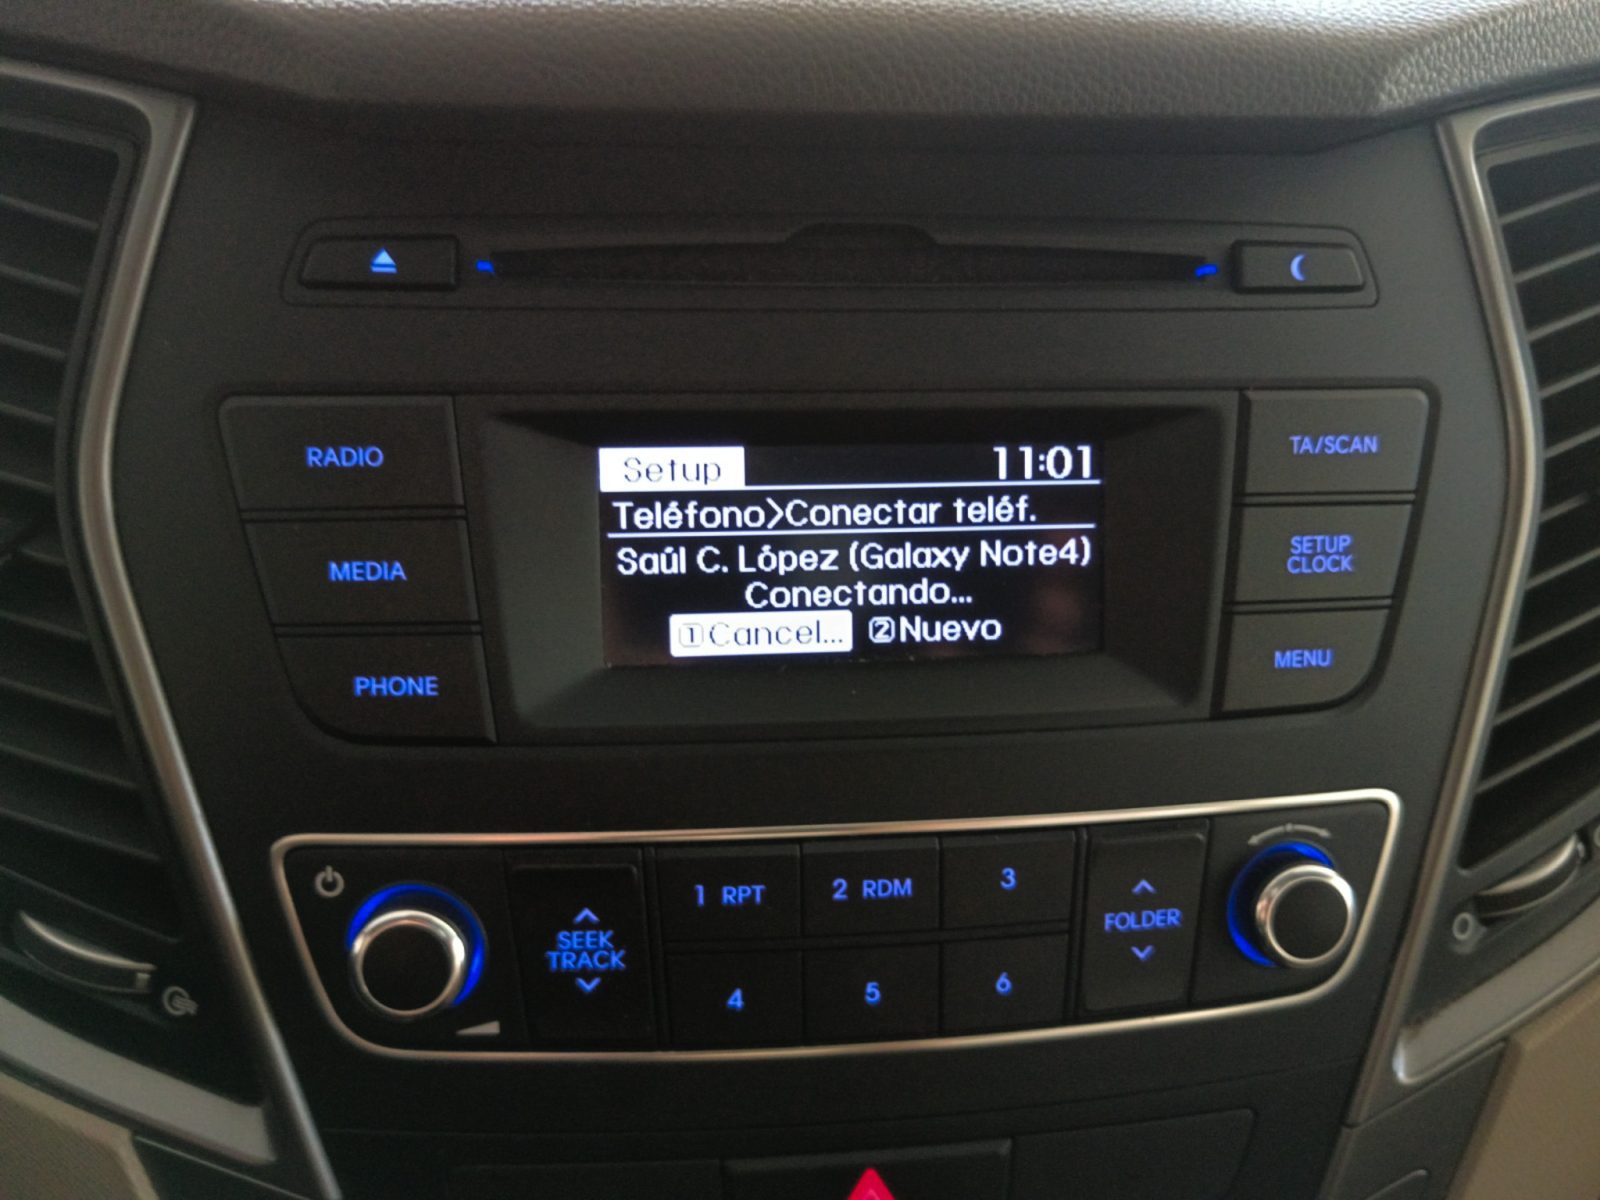 RADIO
MEDIA
PHONE
Setup 11:01
Teléfono>Conectar teléf.
Saúl C. López (Galaxy Note4)
Conectando...
1 Cancel... 2 Nuevo
TA/SCAN
SETUP
CLOCK
MENU
SEEK
TRACK
1 RPT
2 RDM
3
4
5
6
FOLDER